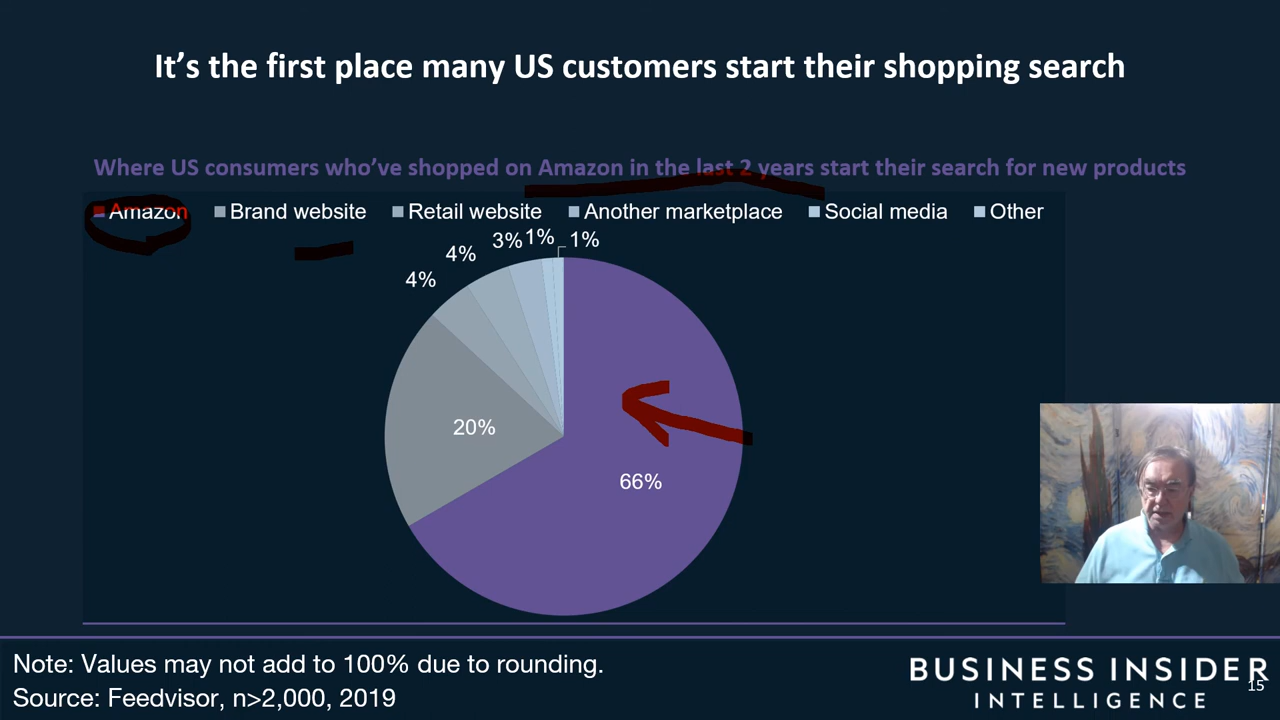 It’s the first place many US customers start their shopping search
Where US consumers who’ve shopped on Amazon in the last 2 years start their search for new products
Amazon Brand website Retail website Another marketplace Social media Other
4% 4% 3% 1% 1%
20%
66%
Note: Values may not add to 100% due to rounding.
Source: Feedvisor, n>2,000, 2019
BUSINESS INSIDER
INTELLIGENCE
15